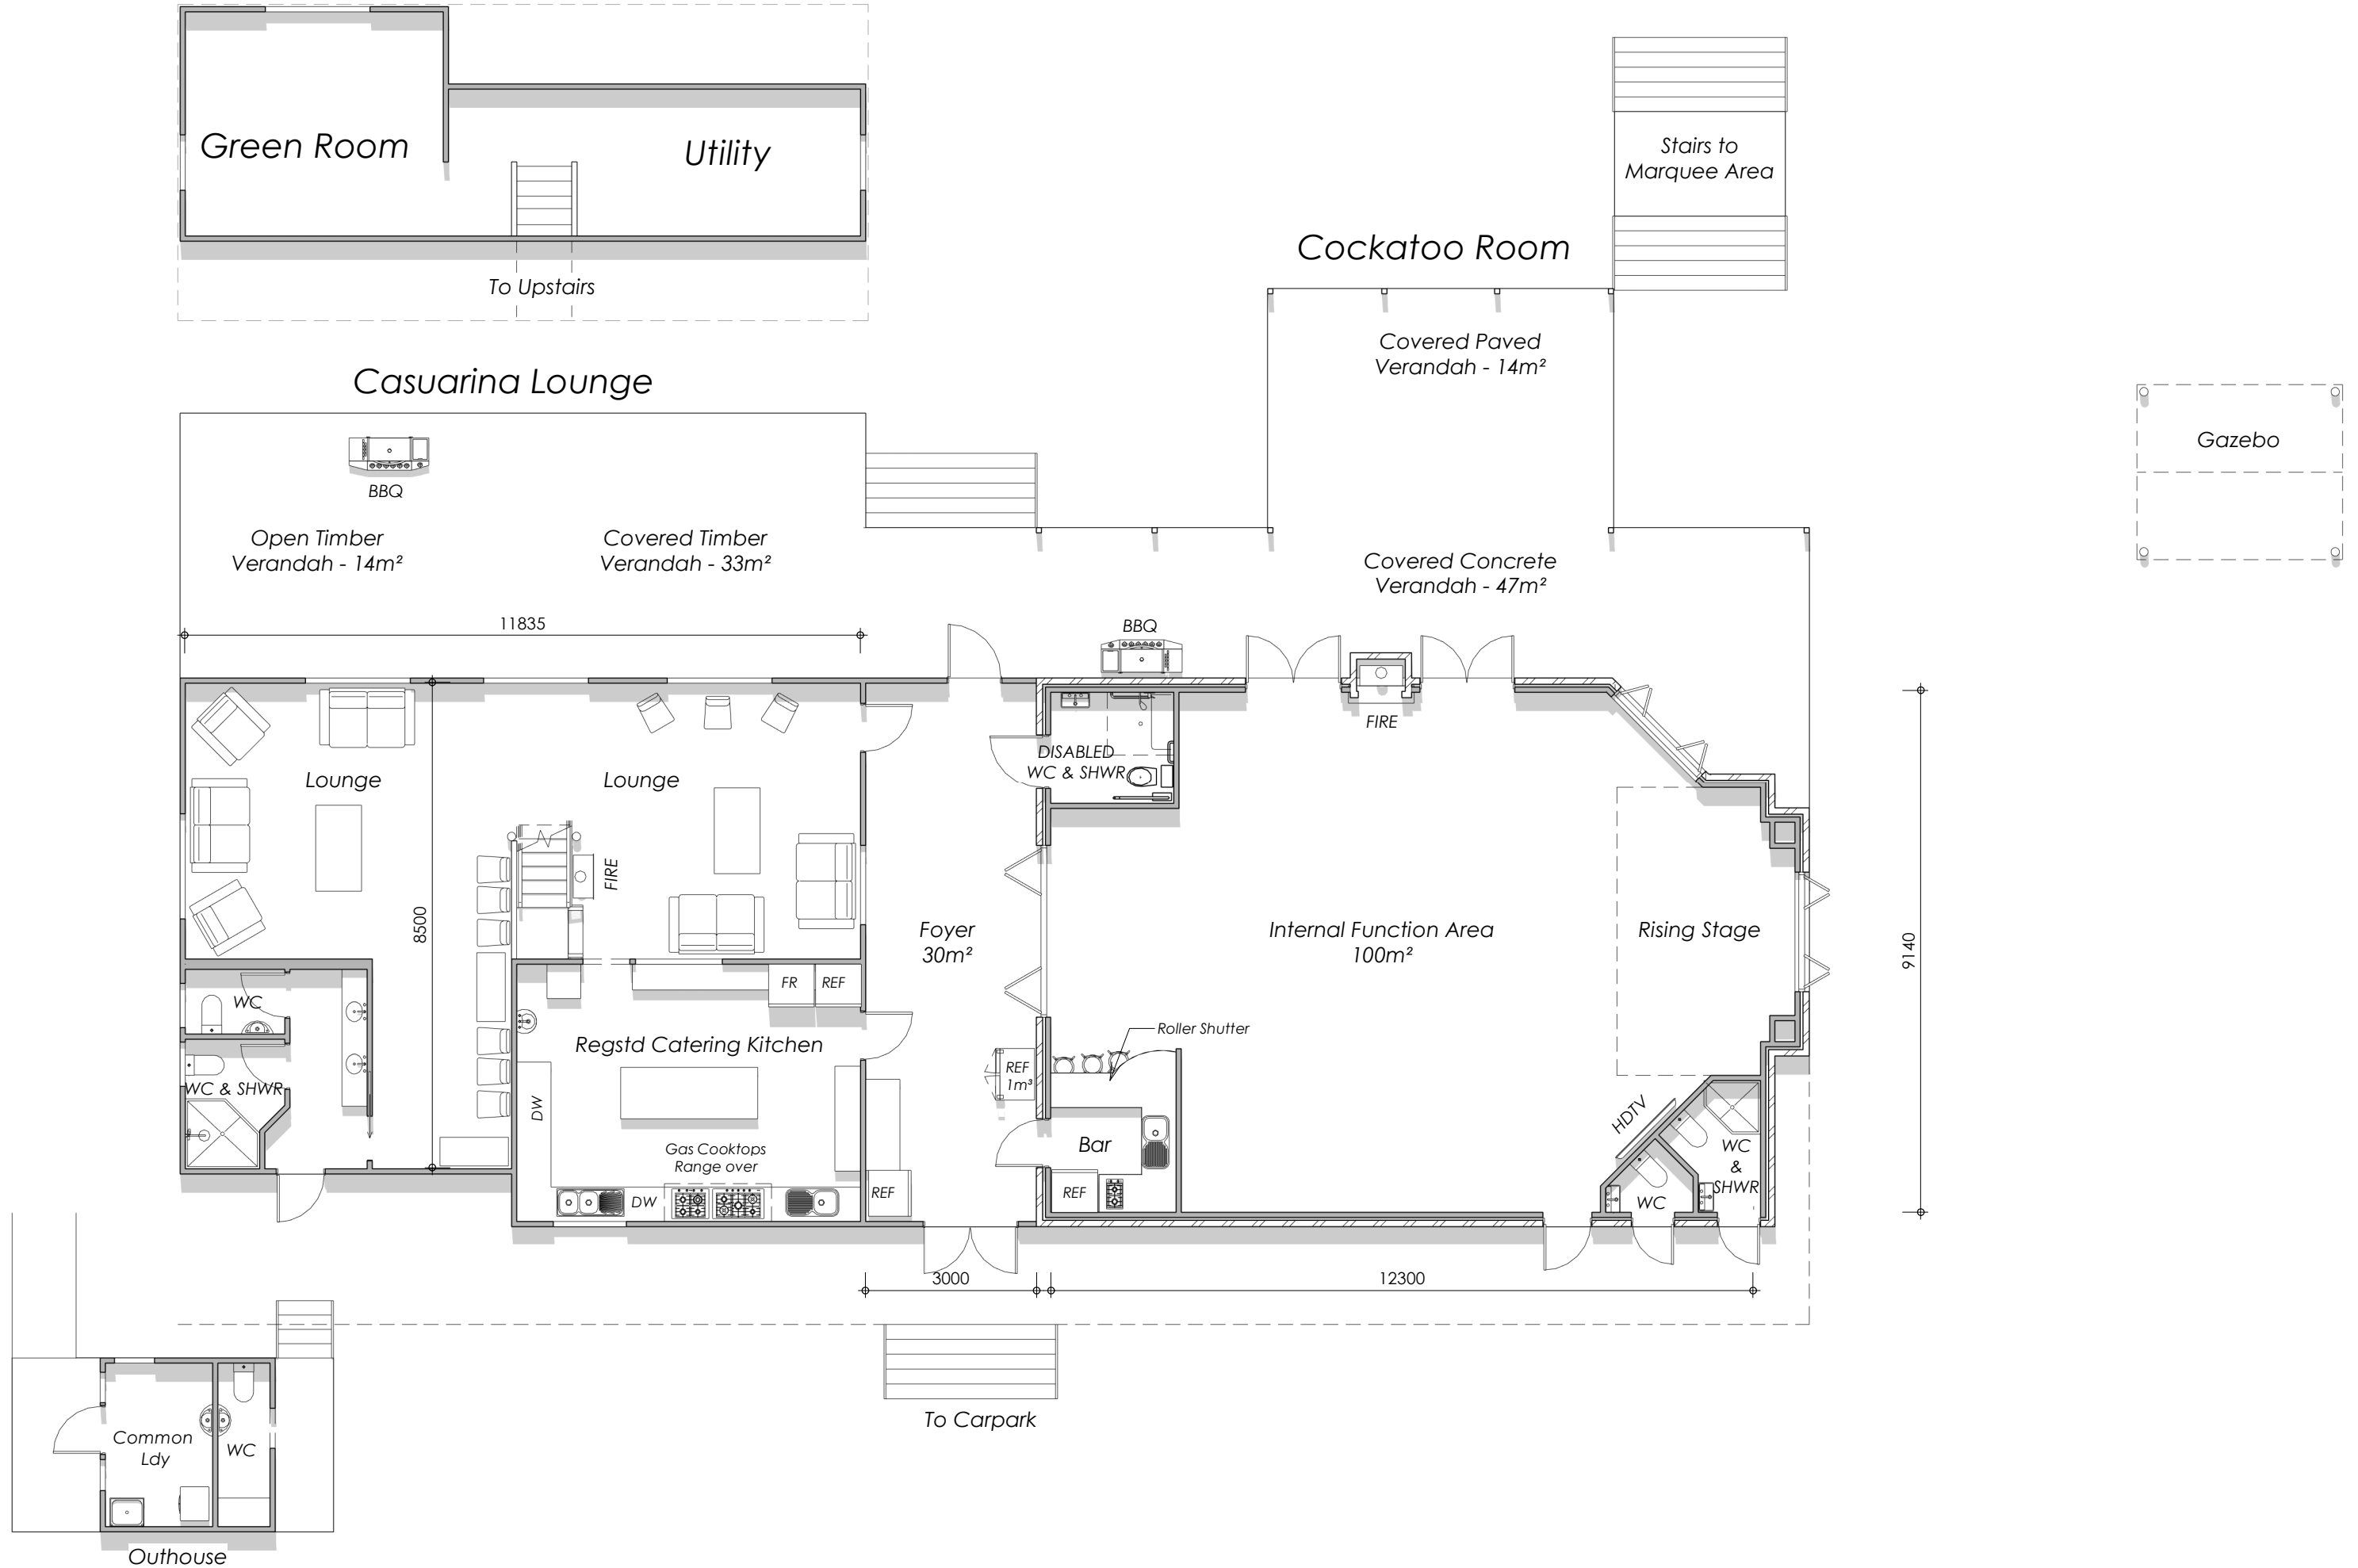 Green Room
Utility
To Upstairs
Stairs to
Marquee Area
Cockatoo Room
Covered Paved
Verandah - 14m²
Casuarina Lounge
BBQ
Gazebo
Open Timber
Verandah - 14m²
Covered Timber
Verandah - 33m²
Covered Concrete
Verandah - 47m²
11835
BBQ
FIRE
DISABLED
WC & SHWR
Lounge
Lounge
FIRE
8500
Foyer
30m²
Internal Function Area
100m²
Rising Stage
9140
WC
FR
REF
Roller Shutter
Regstd Catering Kitchen
REF
1m³
WC & SHWR
DW
HDTV
Bar
Gas Cooktops
Range over
WC
&
SHWR
DW
REF
REF
WC
3000
12300
To Carpark
Common
Ldy
WC
Outhouse